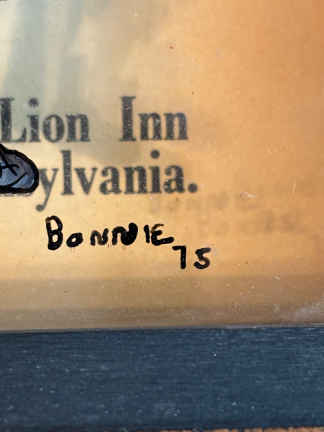 Lion Inn
ylvania.
BONNIE
75